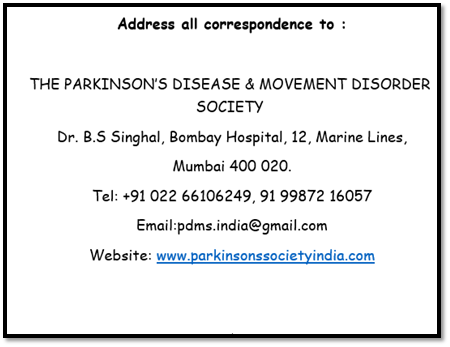 Address all correspondence to :
THE PARKINSON'S DISEASE & MOVEMENT DISORDER
SOCIETY
Dr. B.S Singhal, Bombay Hospital, 12, Marine Lines,
Mumbai 400 020.
Tel: +91 022 66106249, 91 99872 16057
Email:pdms.india@gmail.com
Website: www.parkinsonssocietyindia.com